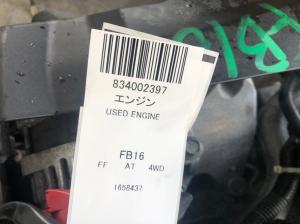 834002397
エンジン
USED ENGINE
FB16
FF AT 4WD
1658437